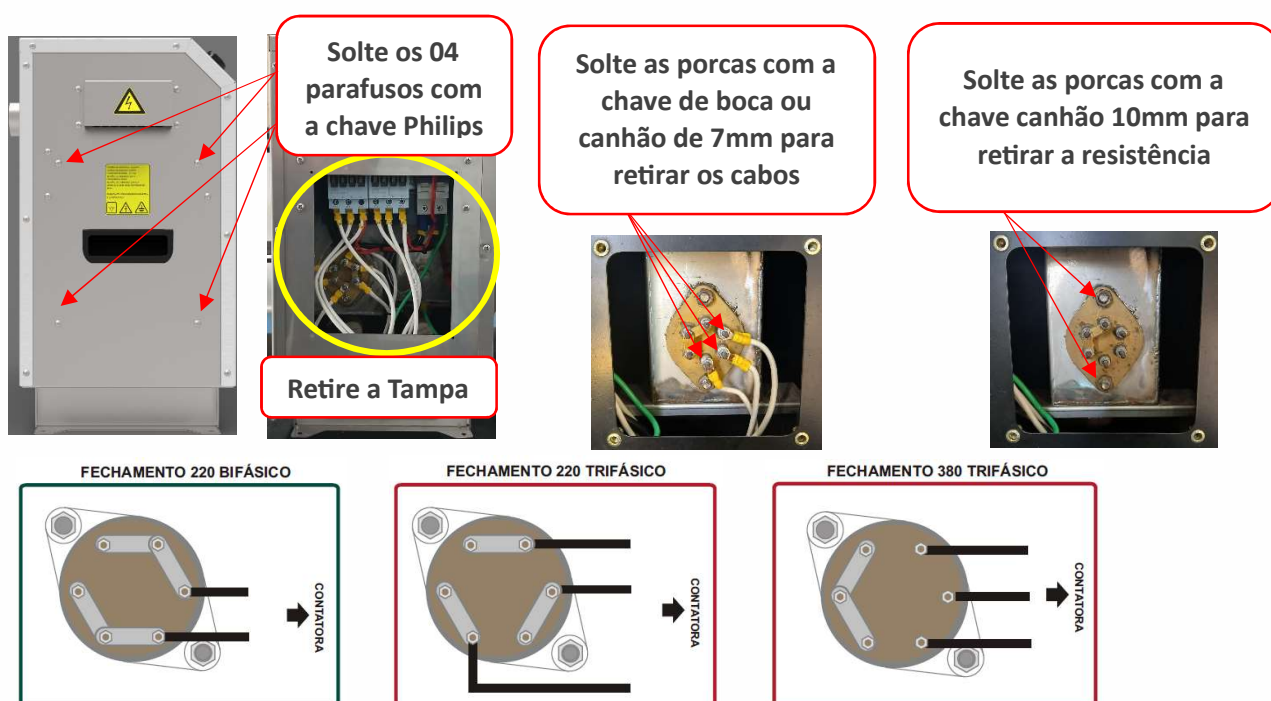 Solte os 04
parafusos com
a chave Philips
Solte as porcas com a
chave de boca ou
canhão de 7mm para
retirar os cabos
Solte as porcas com a
chave canhão 10mm para
retirar a resistência
Retire a Tampa
FECHAMENTO 220 BIFÁSICO
CONTATORA
FECHAMENTO 220 TRIFÁSICO
CONTATORA
FECHAMENTO 380 TRIFÁSICO
CONTATORA